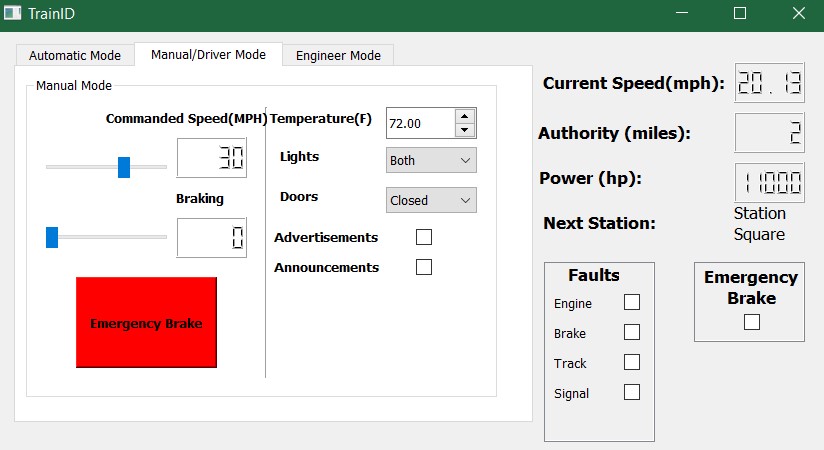 TrainID
Automatic Mode
Manual/Driver Mode
Engineer Mode
Manual Mode
Commanded Speed(MPH)
30
Braking
0
Emergency Brake
Temperature(F)
72.00
Lights
Both
Doors
Closed
Advertisements
Announcements
Current Speed(mph):
20.13
Authority (miles):
2
Power (hp):
11000
Next Station:
Station
Square
Faults
Engine
Brake
Track
Signal
Emergency
Brake